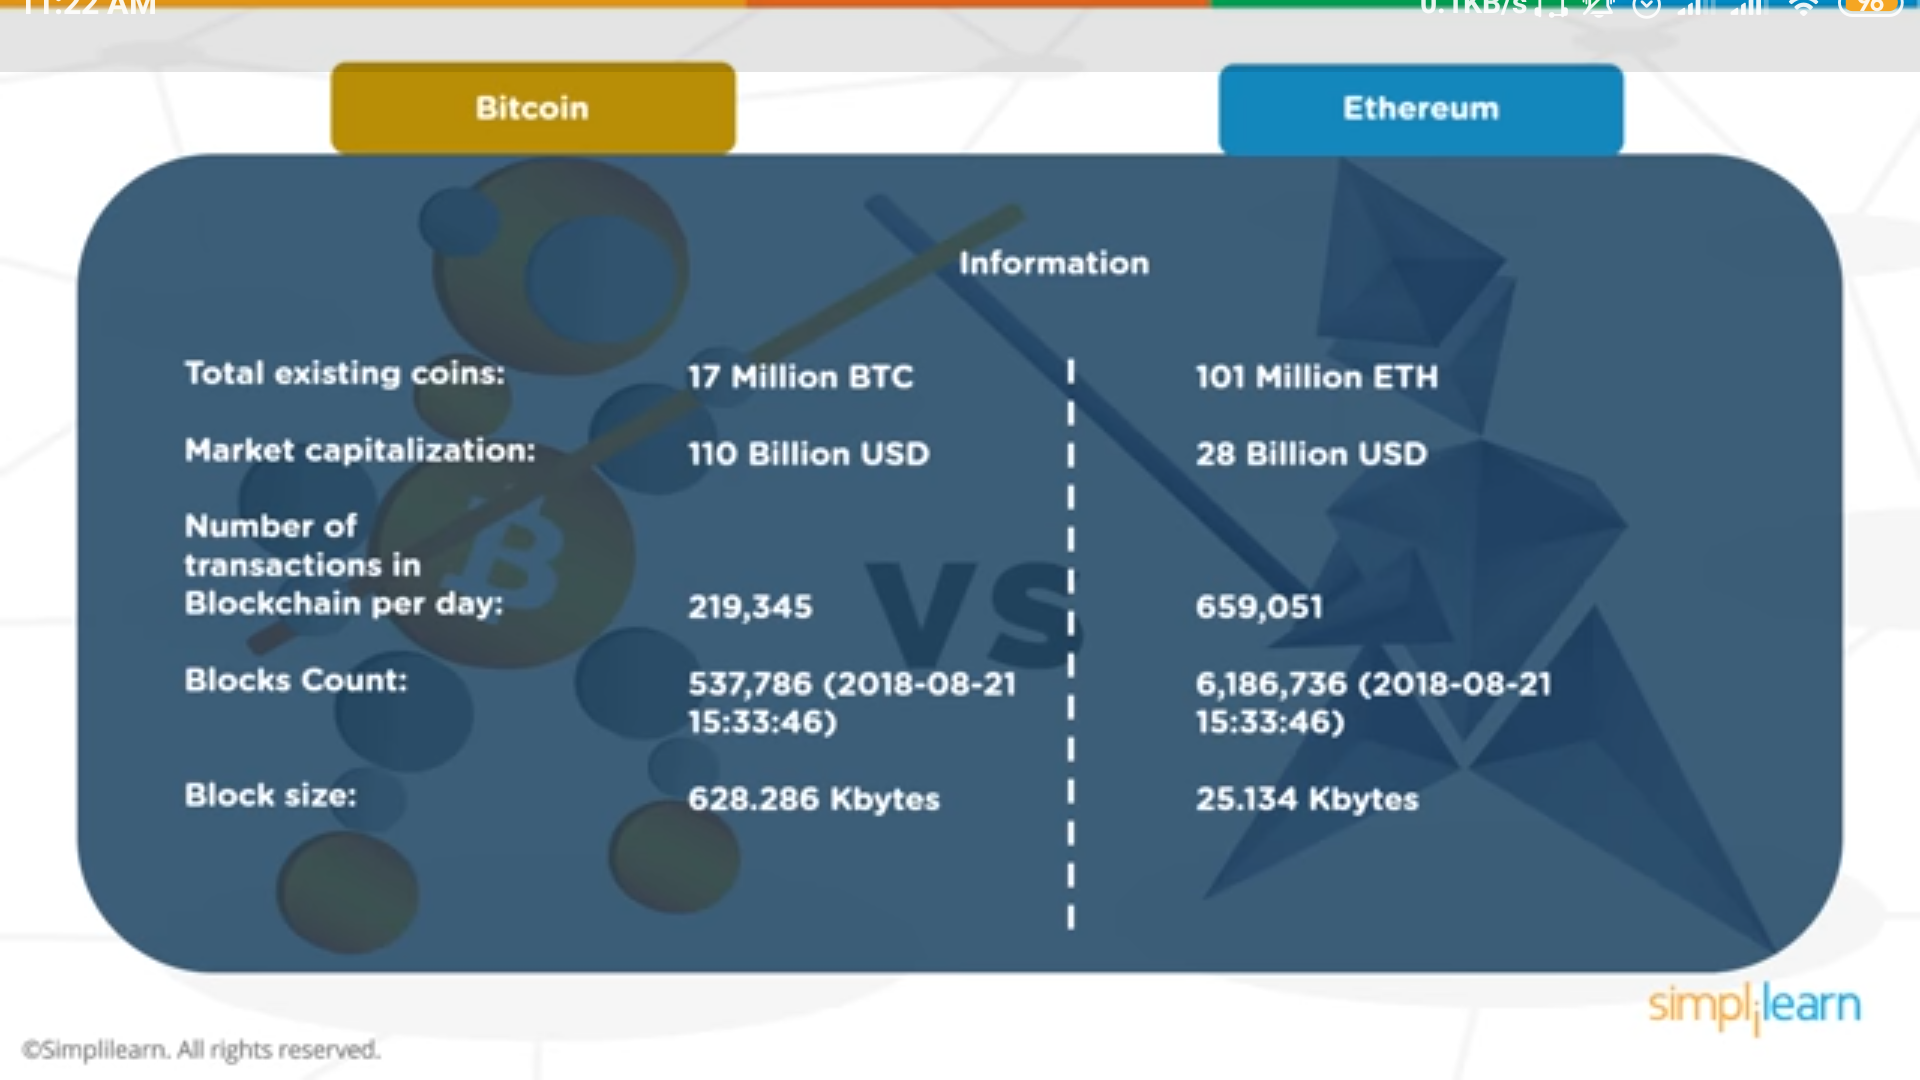 11:22 AM
0.1KB/s
96
Bitcoin
Ethereum
Information
Total existing coins:
17 Million BTC
101 Million ETH
Market capitalization:
110 Billion USD
28 Billion USD
Number of
transactions in
Blockchain per day:
219,345
659,051
Blocks Count:
537,786 (2018-08-21
15:33:46)
6,186,736 (2018-08-21
15:33:46)
Block size:
628.286 Kbytes
25.134 Kbytes
VS
simplilearn
©Simplilearn. All rights reserved.